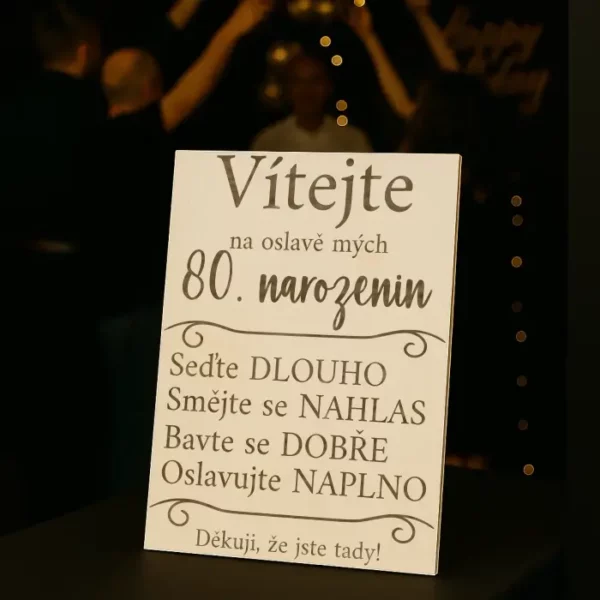 Happy
Vítejte
na oslavě mých
80. narozenin
Seďte DLOUHO
Smějte se NAHLAS
Bavte se DOBŘE
Oslavujte NAPLNO
Děkuji, že jste tady!